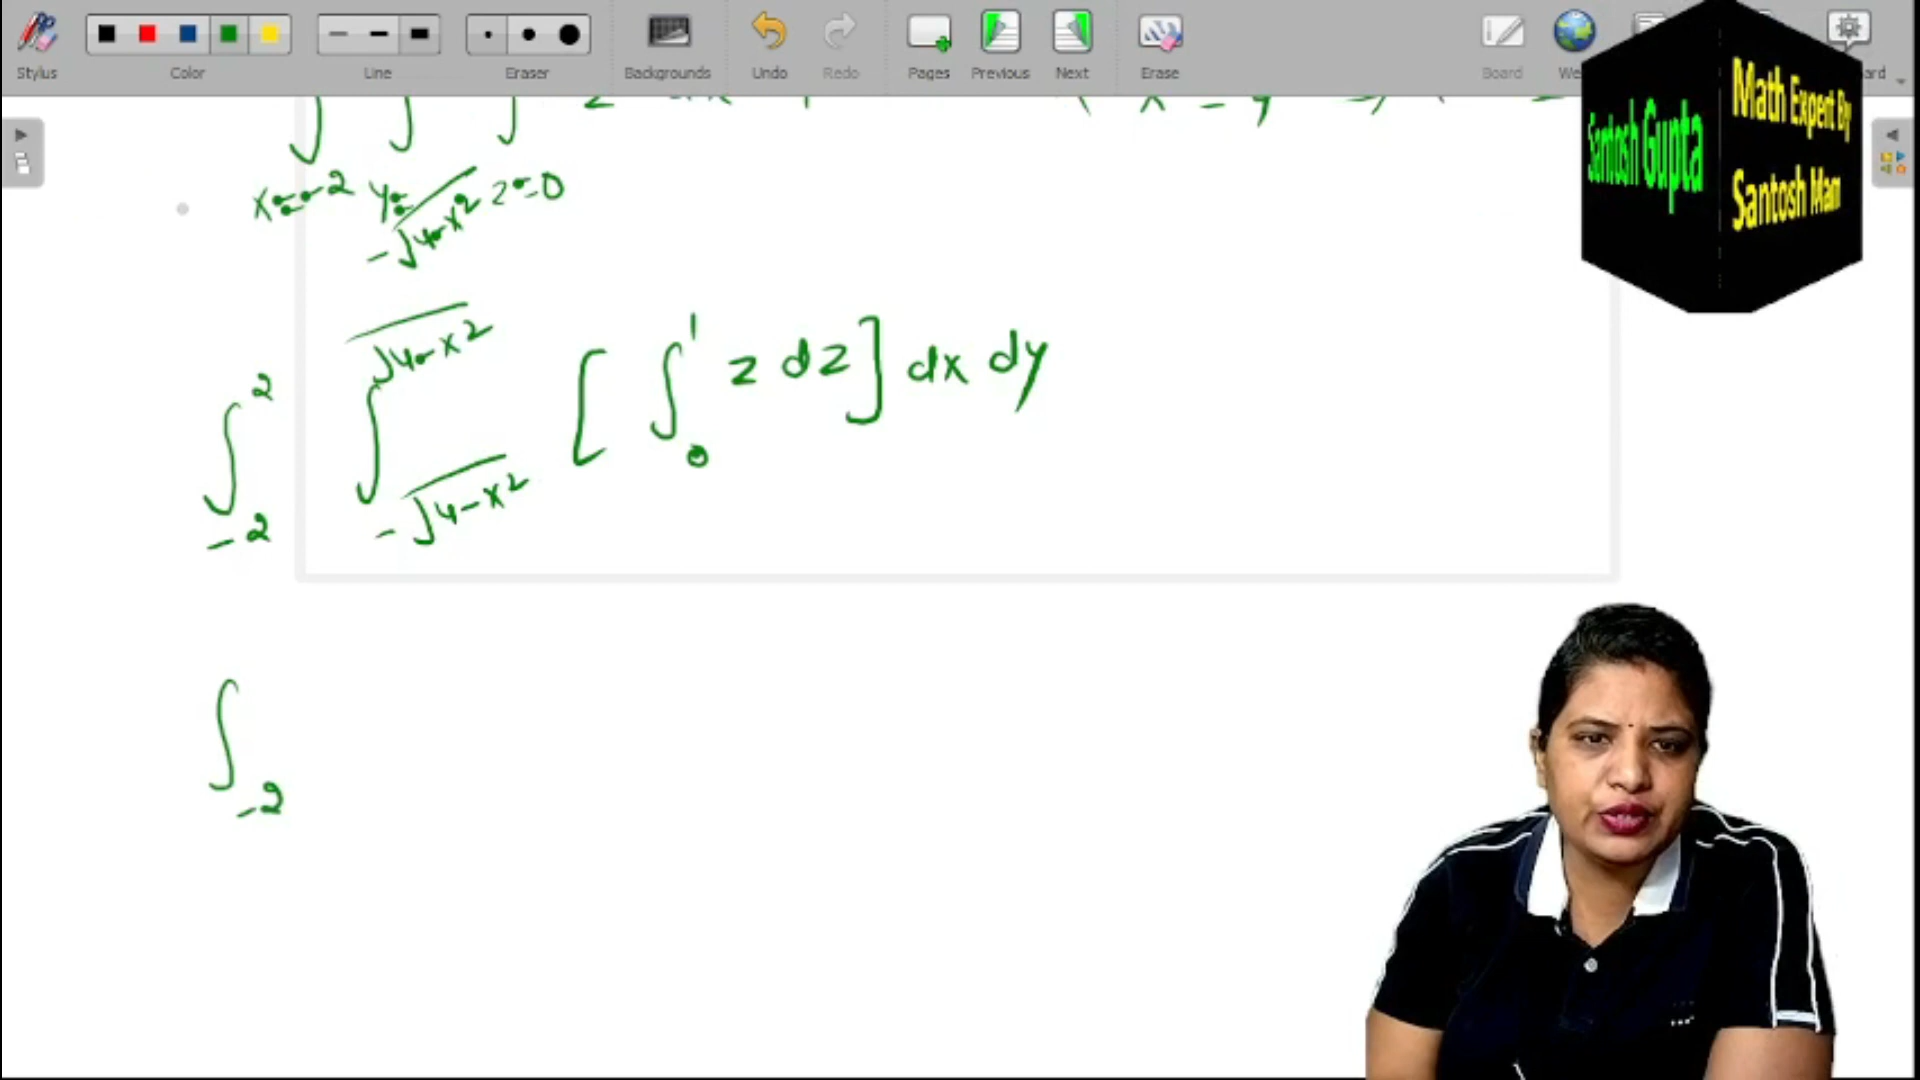 Stylus Color Line Eraser Backgrounds Undo Redo Pages Previous Next Erase Board
Santosh Gupta
Math Expert By
Santosh Mam
x=-2 y=-√4-x² z=0
∫_{-2}^{2} ∫_{-√4-x²}^{√4-x²} [ ∫_0^1 z dz ] dx dy
∫_{-2}